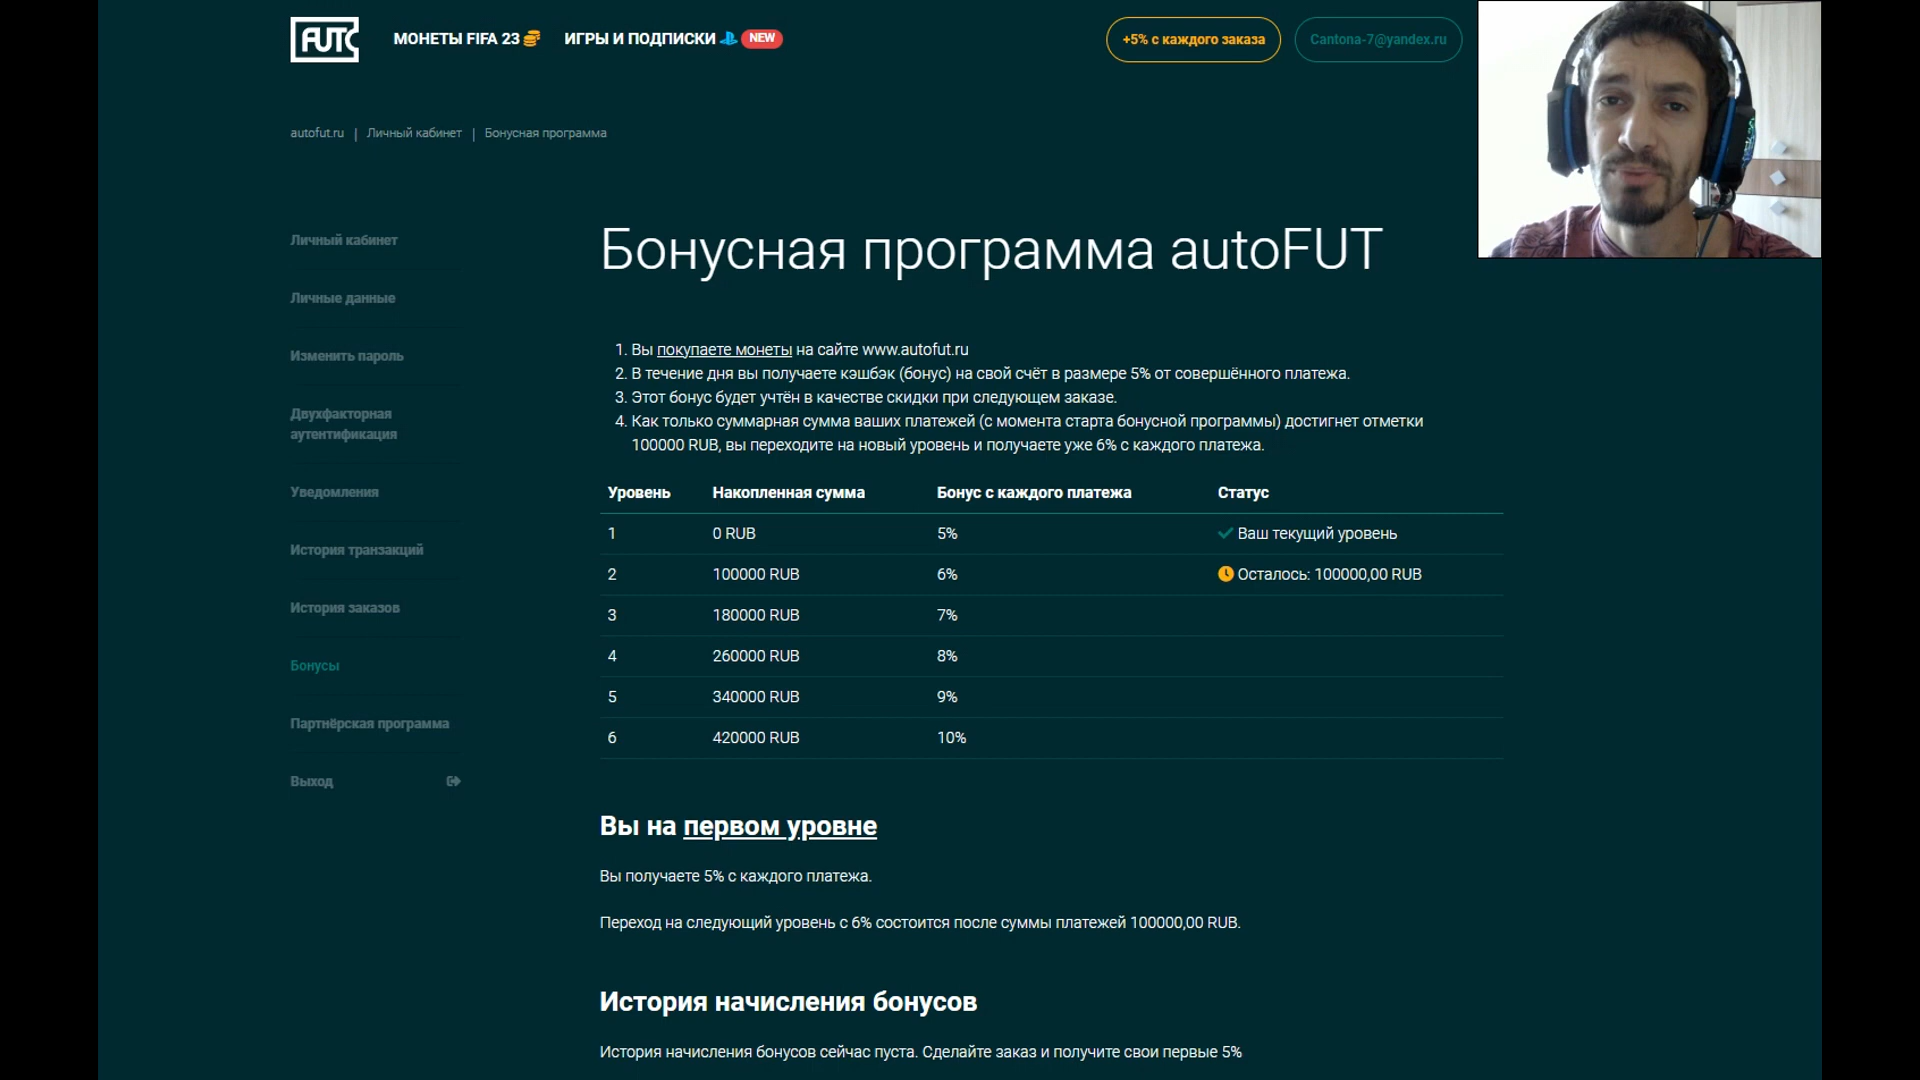 FUT
МОНЕТЫ FIFA 23
ИГРЫ И ПОДПИСКИ NEW
+5% с каждого заказа
Cantona-7@yandex.ru
autofut.ru | Личный кабинет | Бонусная программа
Личный кабинет
Личные данные
Изменить пароль
Двухфакторная
аутентификация
Уведомления
История транзакций
История заказов
Бонусы
Партнёрская программа
Выход
Бонусная программа autoFUT
1. Вы покупаете монеты на сайте www.autofut.ru
2. В течение дня вы получаете кэшбэк (бонус) на свой счёт в размере 5% от совершённого платежа.
3. Этот бонус будет учтён в качестве скидки при следующем заказе.
4. Как только суммарная сумма ваших платежей (с момента старта бонусной программы) достигнет отметки
100000 RUB, вы переходите на новый уровень и получаете уже 6% с каждого платежа.
Уровень Накопленная сумма Бонус с каждого платежа Статус
1 0 RUB 5% Ваш текущий уровень
2 100000 RUB 6% Осталось: 100000,00 RUB
3 180000 RUB 7%
4 260000 RUB 8%
5 340000 RUB 9%
6 420000 RUB 10%
Вы на первом уровне
Вы получаете 5% с каждого платежа.
Переход на следующий уровень с 6% состоится после суммы платежей 100000,00 RUB.
История начисления бонусов
История начисления бонусов сейчас пуста. Сделайте заказ и получите свои первые 5%